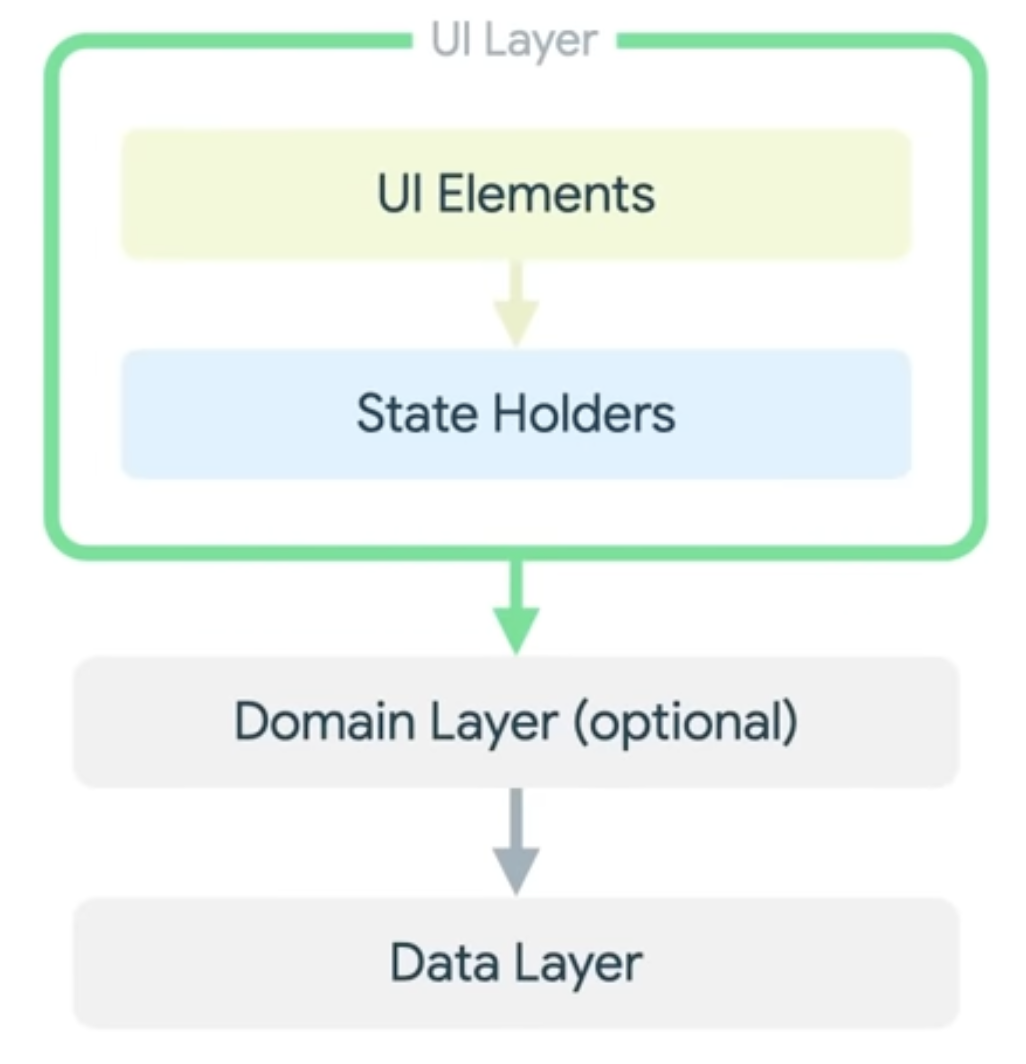 UI Layer
UI Elements
State Holders
Domain Layer (optional)
Data Layer